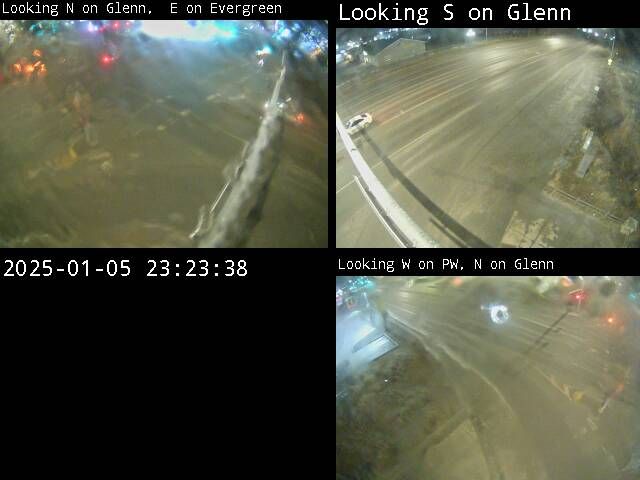 Looking N on Glenn,  E on Evergreen
Looking S on Glenn
2025-01-05 23:23:38
Looking W on PW, N on Glenn